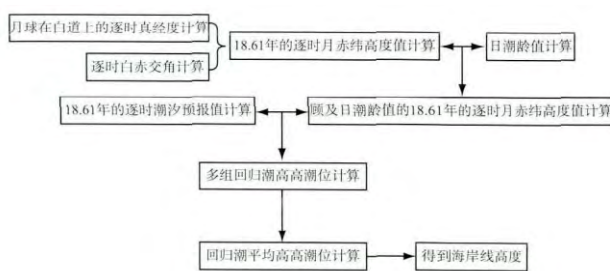 月球在白道上的逐时真经度计算
18.61年的逐时月赤纬高度值计算
日潮龄值计算
逐时白赤交角计算
18.61年的逐时潮汐预报值计算
顾及日潮龄值的18.61年的逐时月赤纬高度值计算
多组回归潮高高潮位计算
回归潮平均高高潮位计算
得到海岸线高度